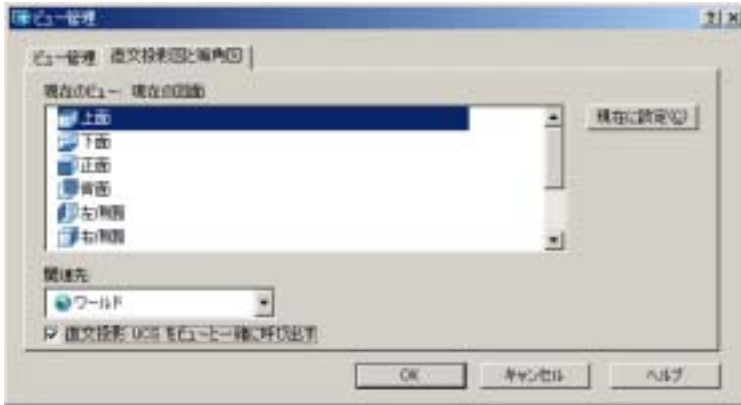 ビュー管理
ビュー管理 直交投影図と等角図
現在のビュー: 現在の図面
上面
下面
正面
背面
左側面
右側面
現在に設定(C)
関連先
ワールド
直交投影 UCS をビューと一緒に呼び出す
OK キャンセル ヘルプ